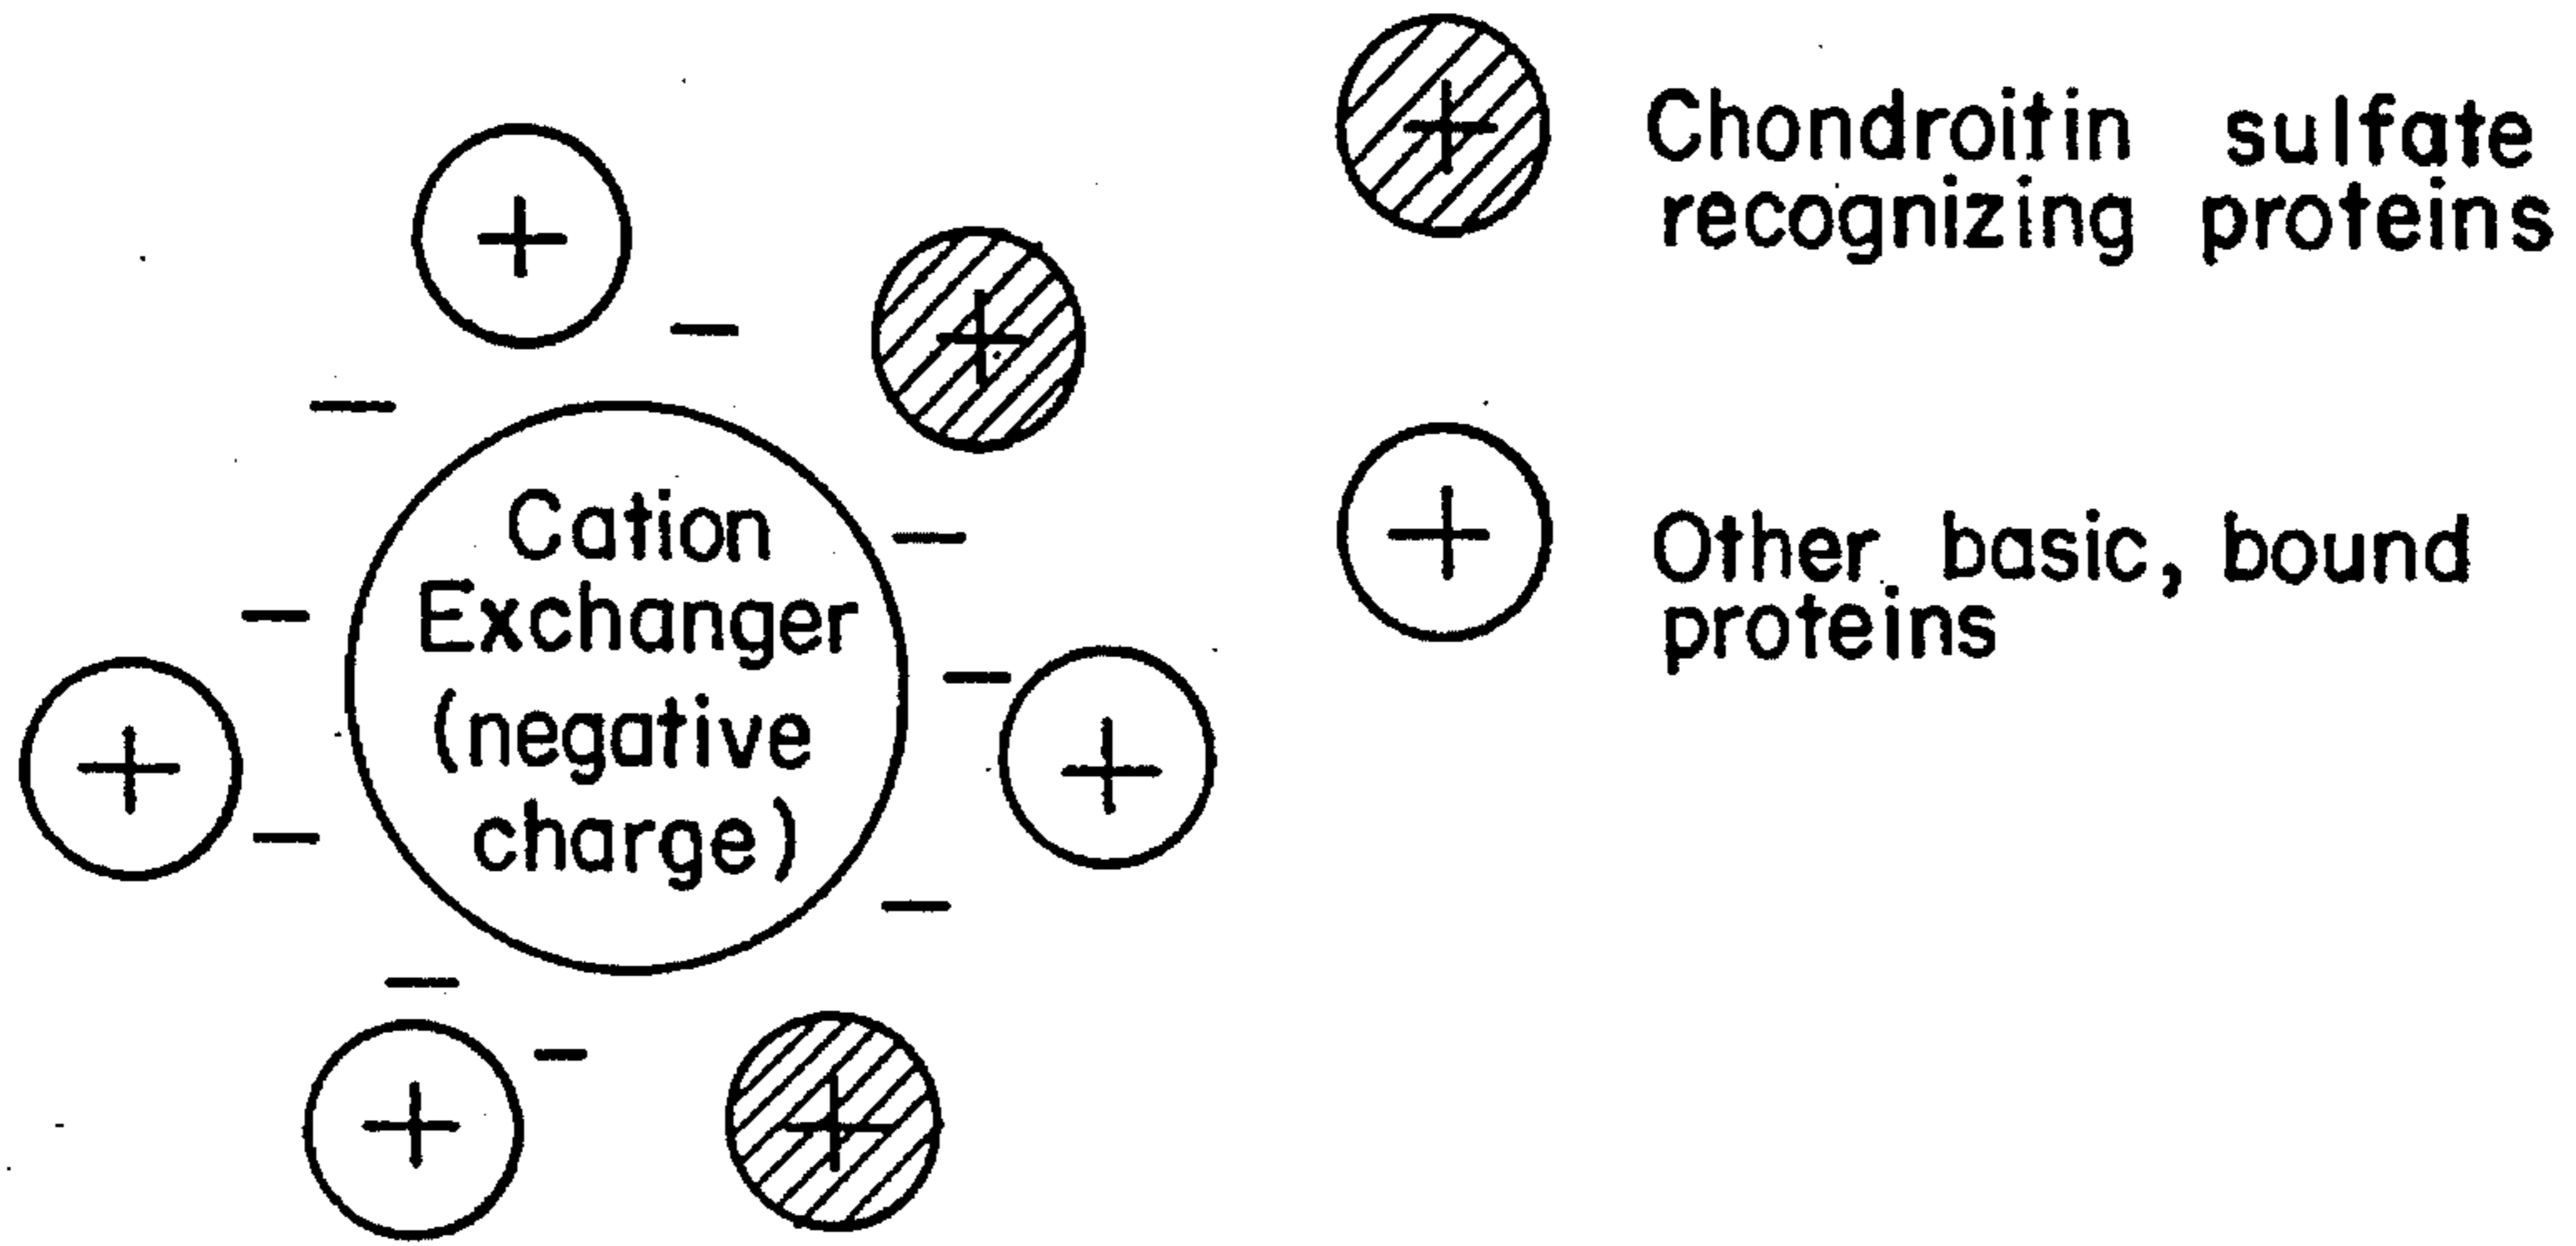 Cation
Exchanger
(negative
charge)
Chondroitin sulfate
recognizing proteins
Other basic, bound
proteins